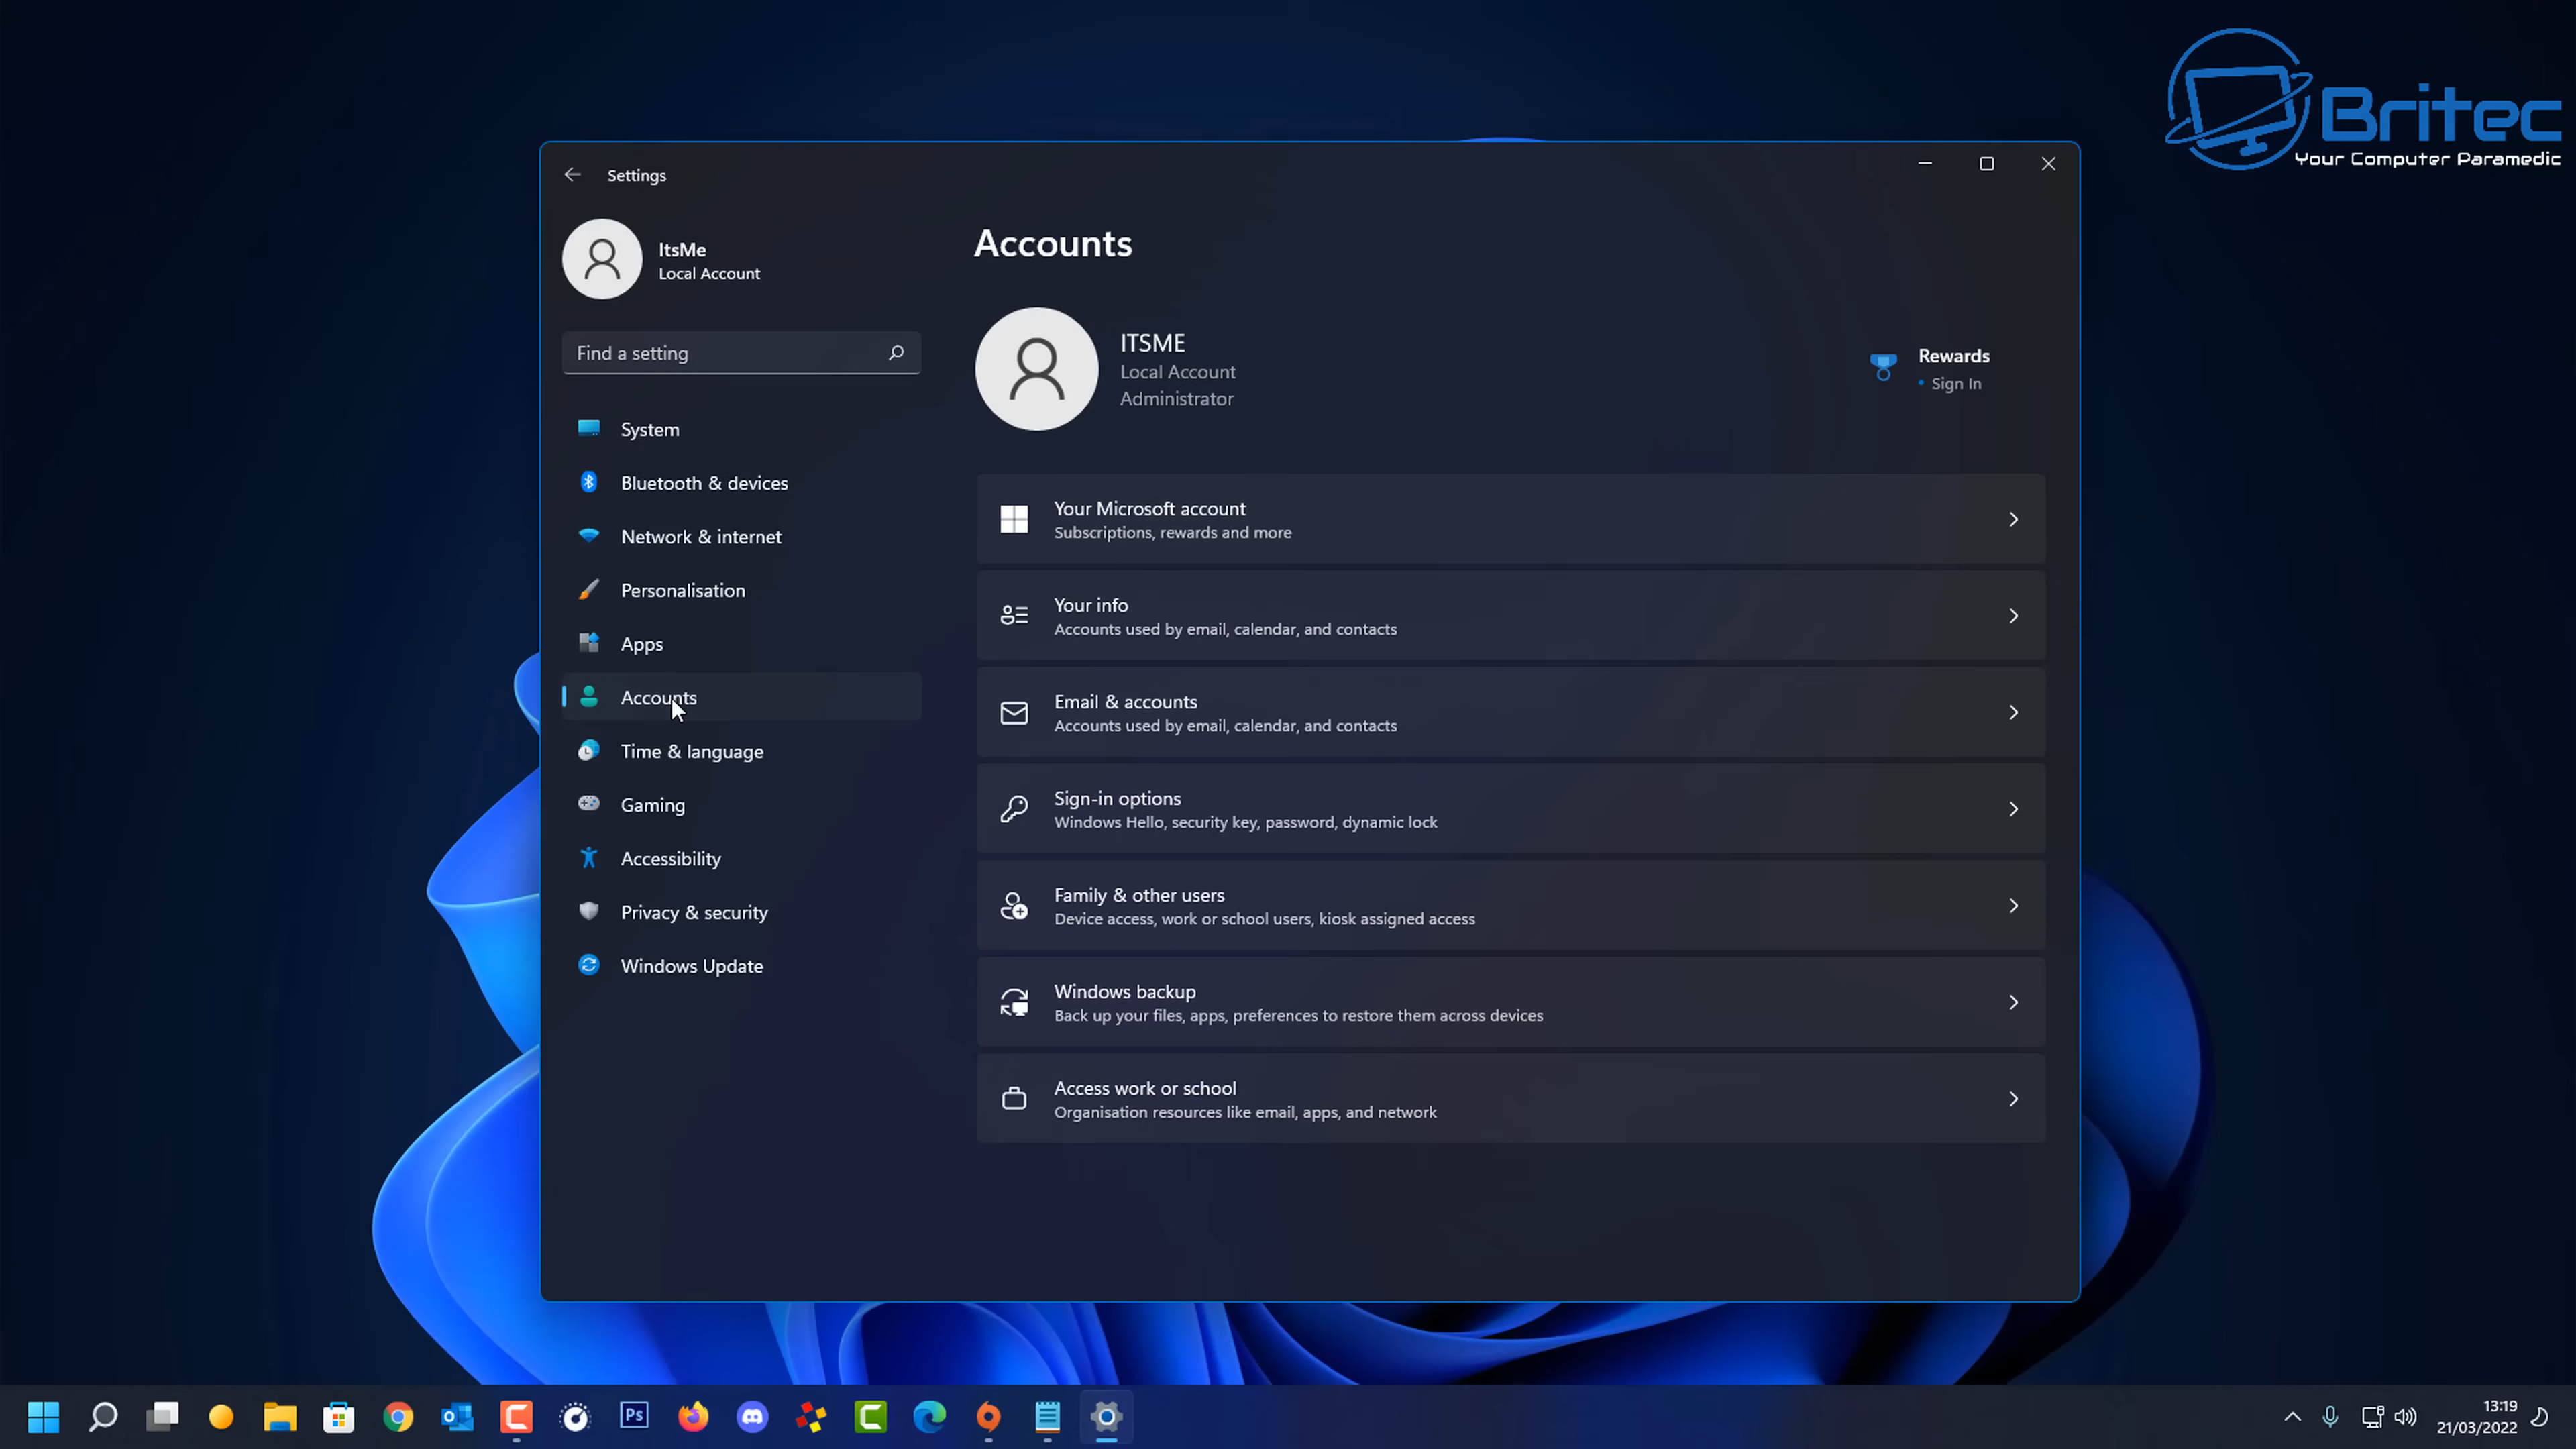 Britec
Your Computer Paramedic
Settings
ItsMe
Local Account
Find a setting
System
Bluetooth & devices
Network & internet
Personalisation
Apps
Accounts
Time & language
Gaming
Accessibility
Privacy & security
Windows Update
Accounts
ITSME
Local Account
Administrator
Rewards
• Sign In
Your Microsoft account
Subscriptions, rewards and more
Your info
Accounts used by email, calendar, and contacts
Email & accounts
Accounts used by email, calendar, and contacts
Sign-in options
Windows Hello, security key, password, dynamic lock
Family & other users
Device access, work or school users, kiosk assigned access
Windows backup
Back up your files, apps, preferences to restore them across devices
Access work or school
Organisation resources like email, apps, and network
Ps
13:19
21/03/2022